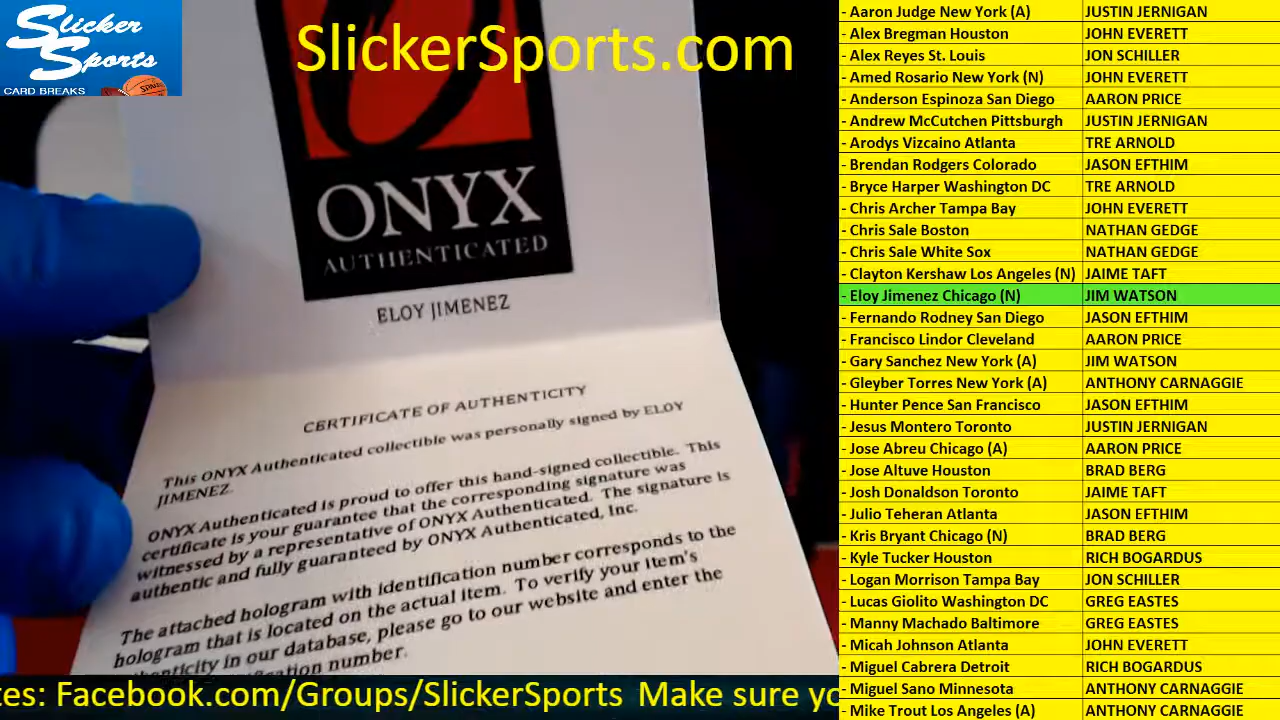 Slicker
Sports
CARD BREAKS
SlickerSports.com
ONYX
AUTHENTICATED
ELOY JIMENEZ
CERTIFICATE OF AUTHENTICITY
This ONYX Authenticated collectible was personally signed by ELOY
JIMENEZ.
ONYX Authenticated is proud to offer this hand-signed collectible. This
certificate is your guarantee that the corresponding signature was
witnessed by a representative of ONYX Authenticated. The signature is
authentic and fully guaranteed by ONYX Authenticated, Inc.
The attached hologram with identification number corresponds to the
hologram that is located on the actual item. To verify your item's
in our database, please go to our website and enter the
number.
Facebook.com/Groups/SlickerSports Make sure
- Aaron Judge New York (A) JUSTIN JERNIGAN
- Alex Bregman Houston JOHN EVERETT
- Alex Reyes St. Louis JON SCHILLER
- Amed Rosario New York (N) JOHN EVERETT
- Anderson Espinoza San Diego AARON PRICE
- Andrew McCutchen Pittsburgh JUSTIN JERNIGAN
- Arodys Vizcaino Atlanta TRE ARNOLD
- Brendan Rodgers Colorado JASON EFTHIM
- Bryce Harper Washington DC TRE ARNOLD
- Chris Archer Tampa Bay JOHN EVERETT
- Chris Sale Boston NATHAN GEDGE
- Chris Sale White Sox NATHAN GEDGE
- Clayton Kershaw Los Angeles (N) JAIME TAFT
- Eloy Jimenez Chicago (N) JIM WATSON
- Fernando Rodney San Diego JASON EFTHIM
- Francisco Lindor Cleveland AARON PRICE
- Gary Sanchez New York (A) JIM WATSON
- Gleyber Torres New York (A) ANTHONY CARNAGGIE
- Hunter Pence San Francisco JASON EFTHIM
- Jesus Montero Toronto JUSTIN JERNIGAN
- Jose Abreu Chicago (A) AARON PRICE
- Jose Altuve Houston BRAD BERG
- Josh Donaldson Toronto JAIME TAFT
- Julio Teheran Atlanta JASON EFTHIM
- Kris Bryant Chicago (N) BRAD BERG
- Kyle Tucker Houston RICH BOGARDUS
- Logan Morrison Tampa Bay JON SCHILLER
- Lucas Giolito Washington DC GREG EASTES
- Manny Machado Baltimore GREG EASTES
- Micah Johnson Atlanta JOHN EVERETT
- Miguel Cabrera Detroit RICH BOGARDUS
- Miguel Sano Minnesota ANTHONY CARNAGGIE
- Mike Trout Los Angeles (A) ANTHONY CARNAGGIE